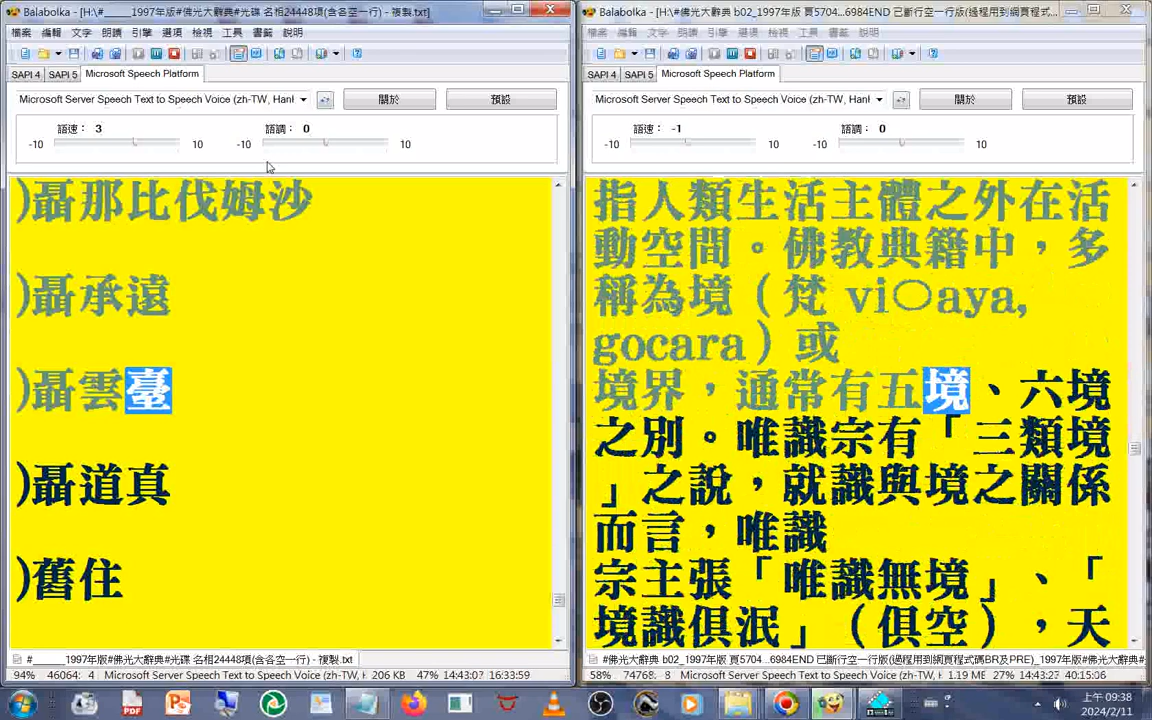 Balabolka - [H:\#_____1997年版#佛光大辭典#光碟 名相24448項(含各空一行) - 複製.txt]
檔案 編輯 文字 朗讀 引擎 選項 檢視 工具 書籤 說明
SAPI 4 SAPI 5 Microsoft Speech Platform
Microsoft Server Speech Text to Speech Voice (zh-TW, Hanl
關於
預設
語速： 3
語調： 0
-10 10 -10 10
)聶那比伐姆沙
)聶承遠
)聶雲臺
)聶道真
)舊住
#_____1997年版#佛光大辭典#光碟 名相24448項(含各空一行) - 複製.txt
94% 46064: 4 Microsoft Server Speech Text to Speech Voice (zh-TW, H 206 KB 47% 14:43:07 16:33:59
Balabolka - [H:\#佛光大辭典 b02_1997年版 頁5704...6984END 已斷行空一行版(過程用到網頁程式...
檔案 編輯 文字 朗讀 引擎 選項 檢視 工具 書籤 說明
SAPI 4 SAPI 5 Microsoft Speech Platform
Microsoft Server Speech Text to Speech Voice (zh-TW, Hanl
關於
預設
語速： -1
語調： 0
-10 10 -10 10
指人類生活主體之外在活
動空間。佛教典籍中，多
稱為境（梵 vi○aya,
gocara）或
境界，通常有五境、六境
之別。唯識宗有「三類境
」之說，就識與境之關係
而言，唯識
宗主張「唯識無境」、「
境識俱泯」（俱空），天
#佛光大辭典 b02_1997年版 頁5704...6984END 已斷行空一行版(過程用到網頁程式碼BR及PRE)_1997年版#
58% 74768: 8 Microsoft Server Speech Text to Speech Voice (zh-TW, H 1.19 MB 27% 14:43:27 40:15:06
上午 09:38
2024/2/11